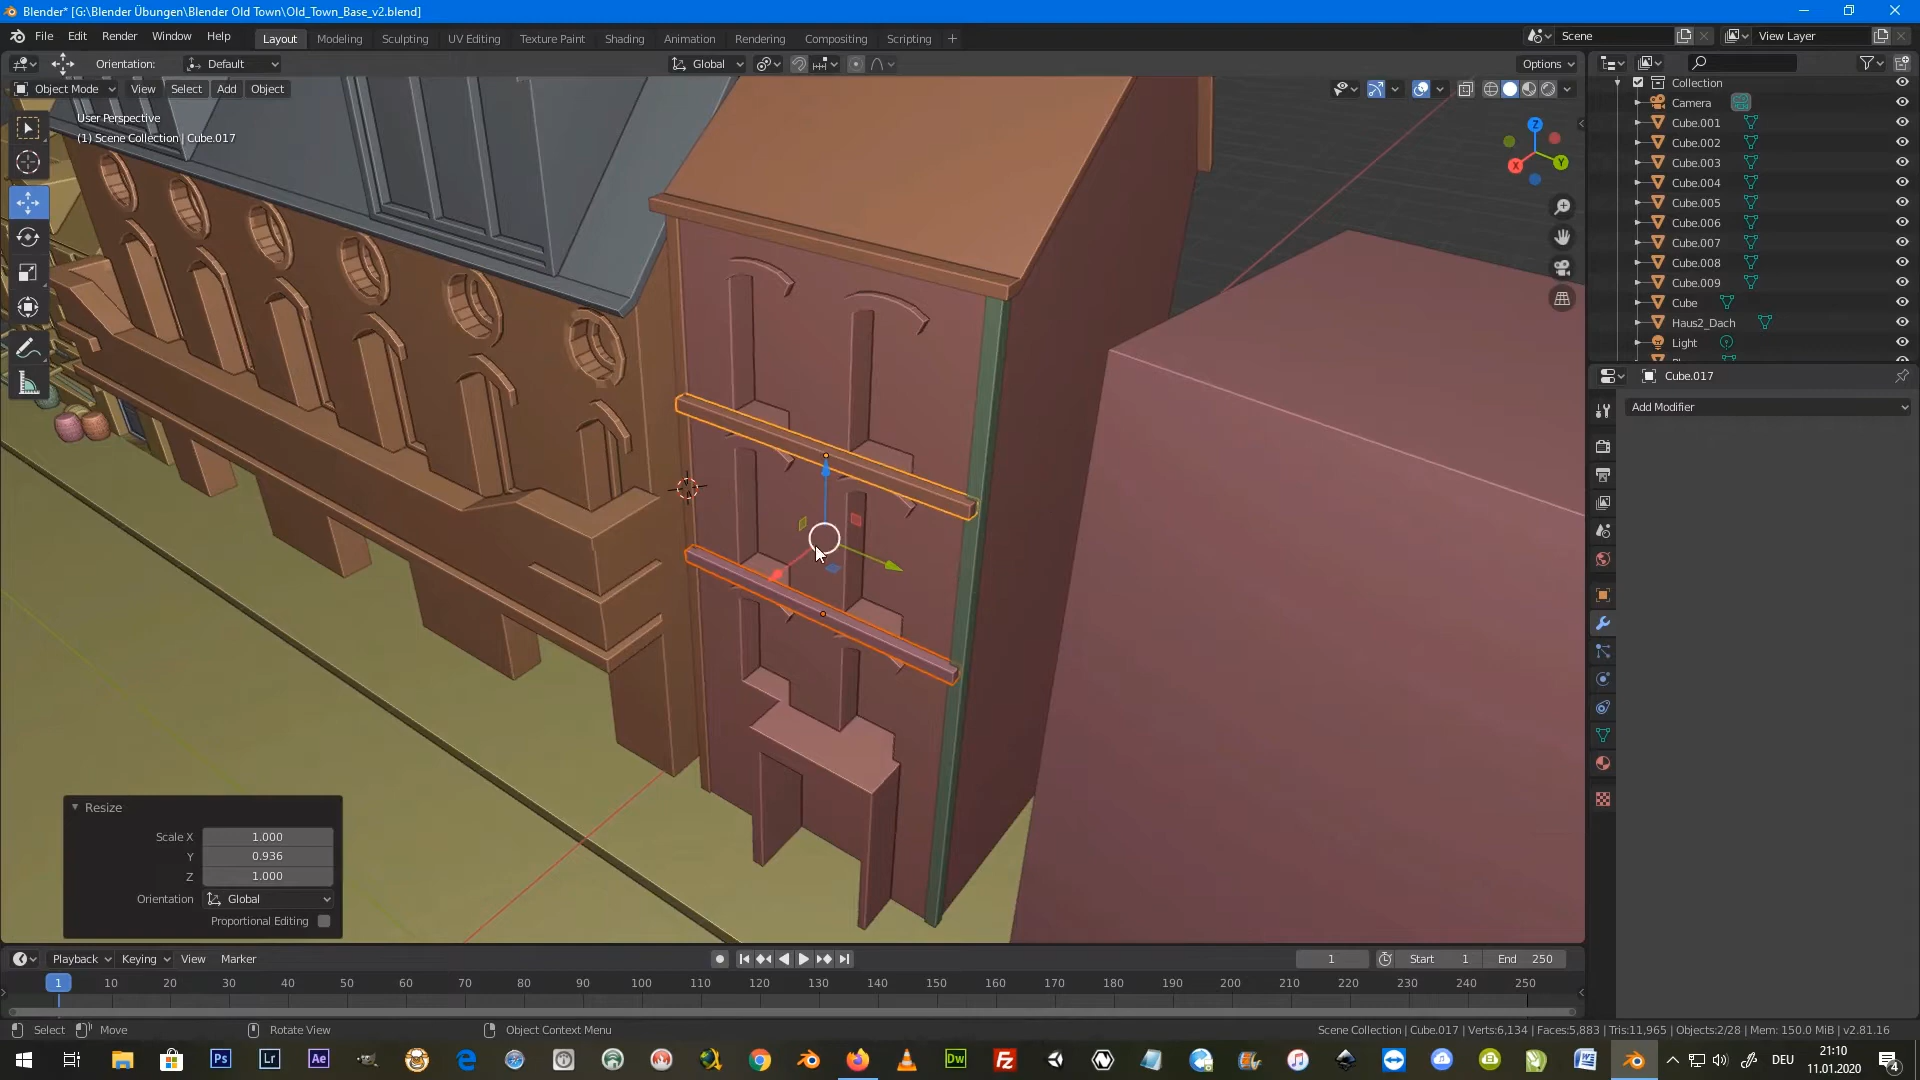 Blender* [G:\Blender Übungen\Blender Old Town\Old_Town_Base_v2.blend]
File Edit Render Window Help
Layout Modeling Sculpting UV Editing Texture Paint Shading Animation Rendering Compositing Scripting +
Scene
View Layer
Orientation: Default
Global
Options
Object Mode View Select Add Object
User Perspective
(1) Scene Collection | Cube.017
Z
X
Y
Collection
Camera
Cube.001
Cube.002
Cube.003
Cube.004
Cube.005
Cube.006
Cube.007
Cube.008
Cube.009
Cube
Haus2_Dach
Light
Cube.017
Add Modifier
Resize
Scale X 1.000
Y 0.936
Z 1.000
Orientation Global
Proportional Editing
Playback Keying View Marker
1 Start 1 End 250
1 10 20 30 40 50 60 70 80 90 100 110 120 130 140 150 160 170 180 190 200 210 220 230 240 250
Select Move Rotate View Object Context Menu
Scene Collection | Cube.017 | Verts:6,134 | Faces:5,883 | Tris:11,965 | Objects:2/28 | Mem: 150.0 MiB | v2.81.16
Ps Lr Ae Dw
DEU
21:10
11.01.2020
4